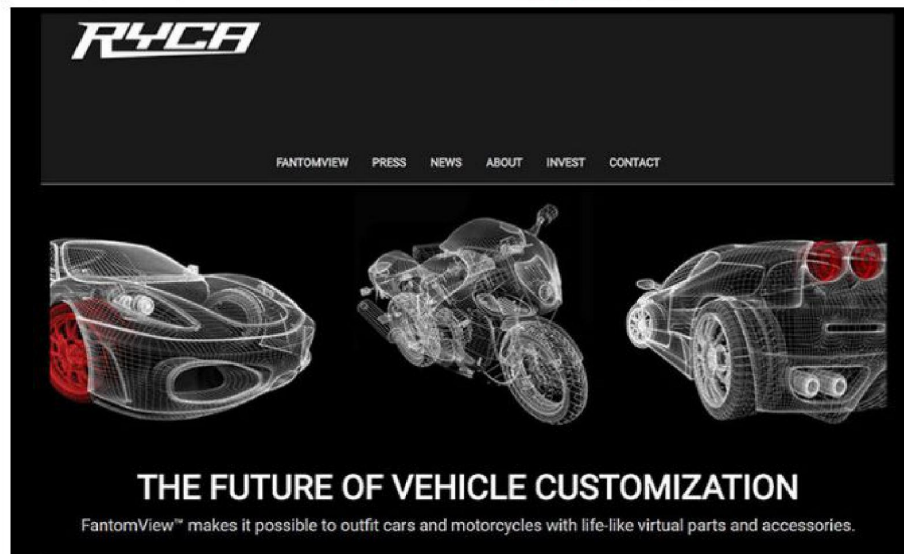 RYCA
FANTOMVIEW PRESS NEWS ABOUT INVEST CONTACT
THE FUTURE OF VEHICLE CUSTOMIZATION
FantomView™ makes it possible to outfit cars and motorcycles with life-like virtual parts and accessories.